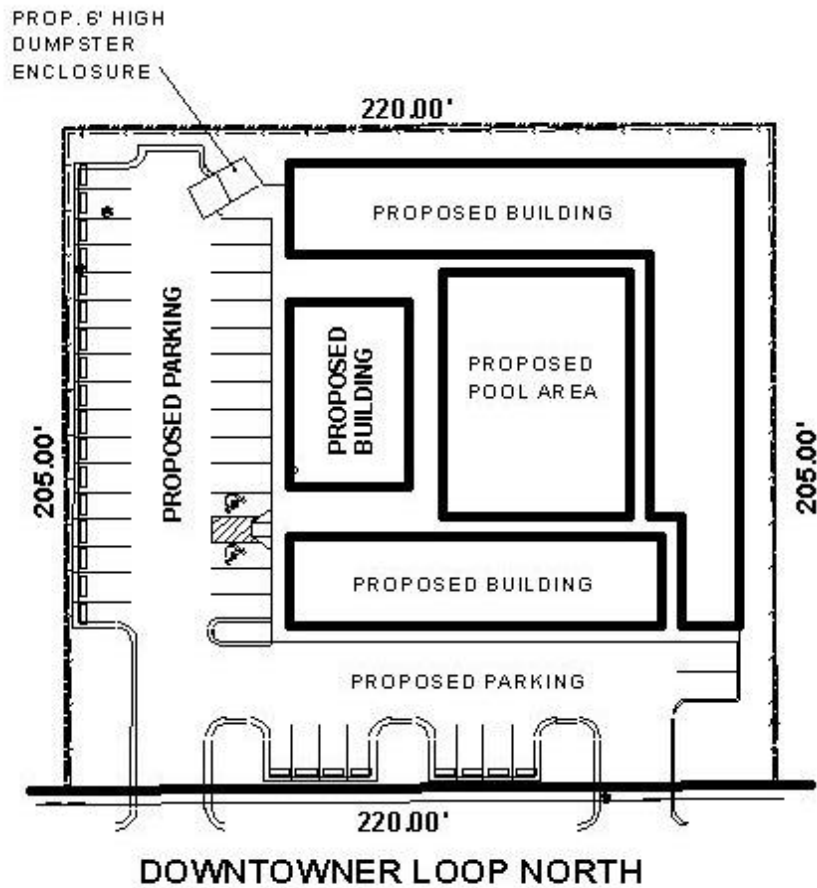 PROP. 6' HIGH
DUMPSTER
ENCLOSURE
220.00'
PROPOSED BUILDING
PROPOSED PARKING
PROPOSED
BUILDING
PROPOSED
POOL AREA
205.00'
205.00'
PROPOSED BUILDING
PROPOSED PARKING
220.00'
DOWNTOWNER LOOP NORTH